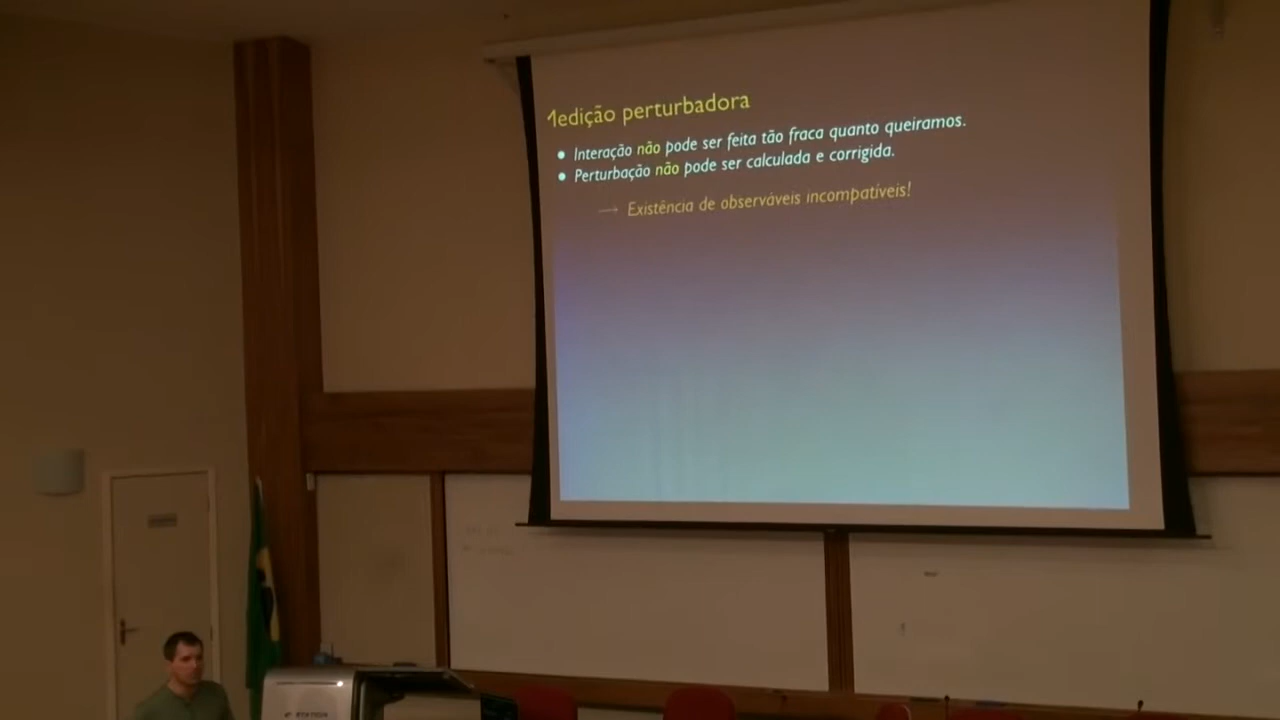 Medição perturbadora
• Interação não pode ser feita tão fraca quanto queiramos.
• Perturbação não pode ser calculada e corrigida.
→ Existência de observáveis incompatíveis!